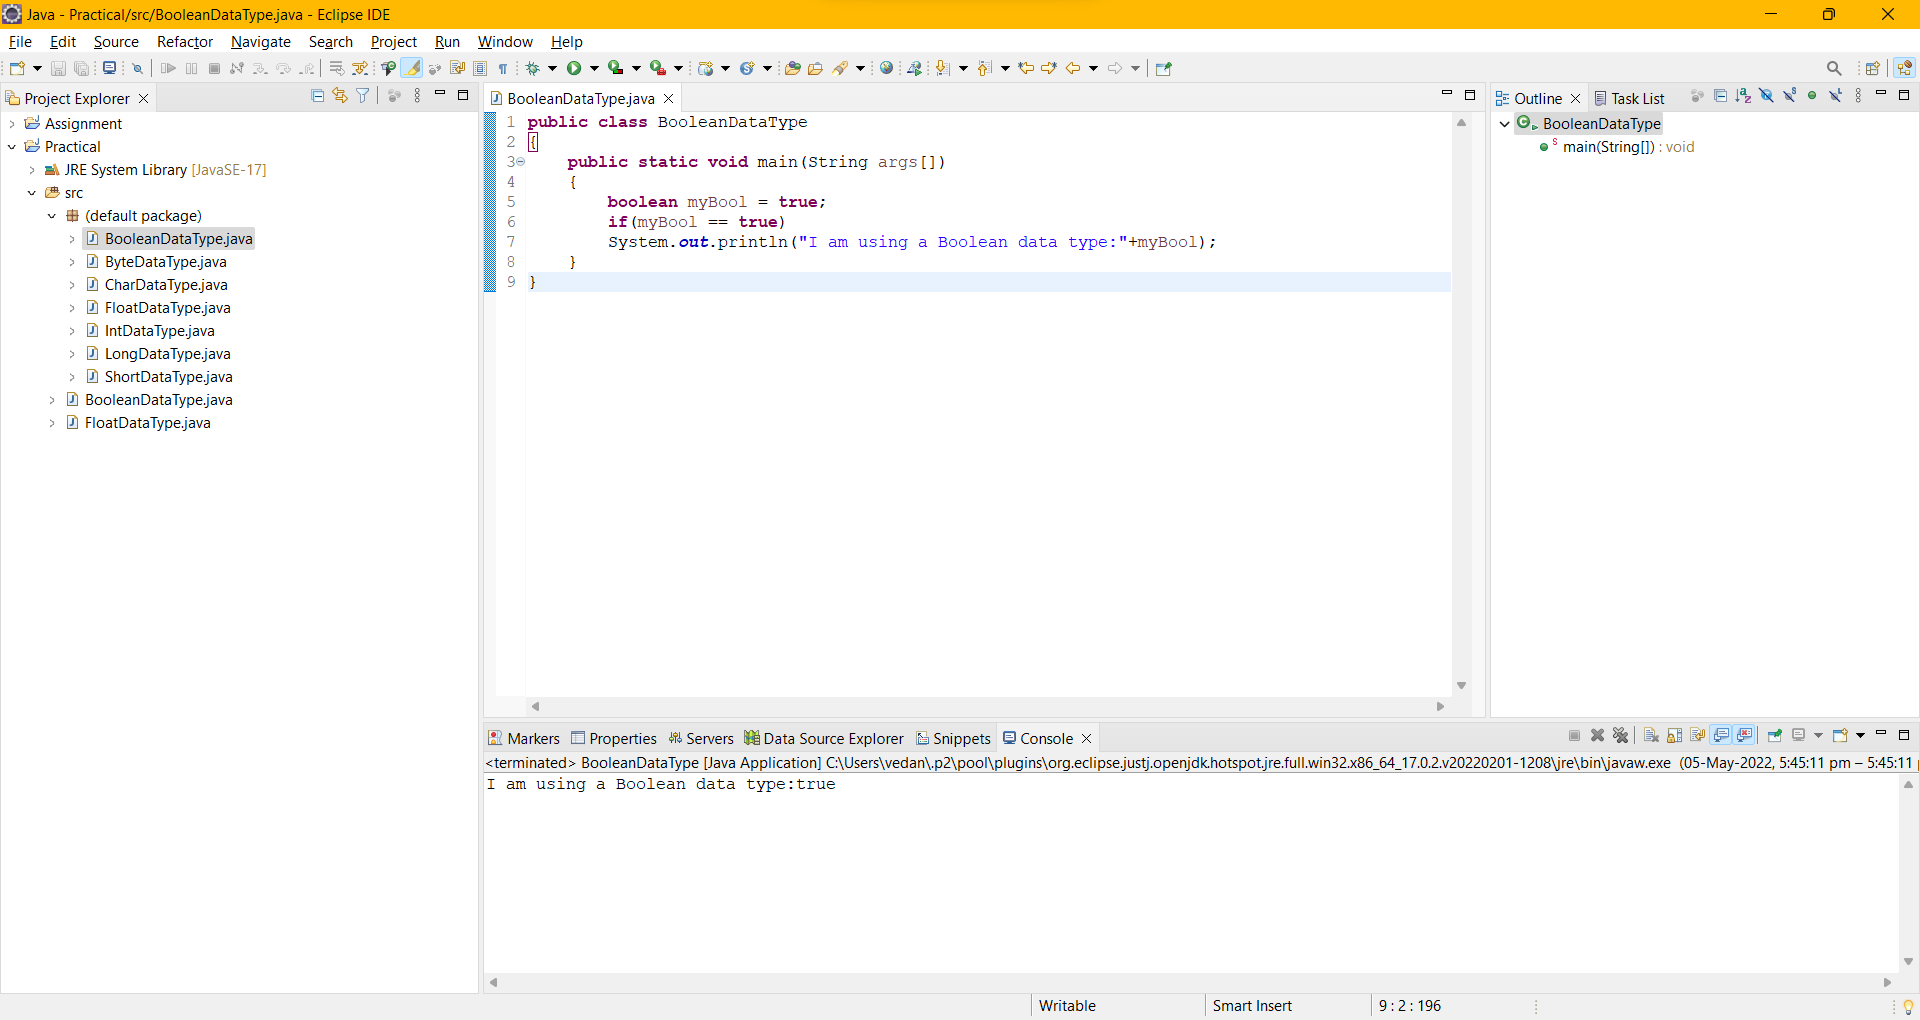 Java - Practical/src/BooleanDataType.java - Eclipse IDE
File Edit Source Refactor Navigate Search Project Run Window Help
Project Explorer
Assignment
Practical
JRE System Library [JavaSE-17]
src
(default package)
BooleanDataType.java
ByteDataType.java
CharDataType.java
FloatDataType.java
IntDataType.java
LongDataType.java
ShortDataType.java
BooleanDataType.java
FloatDataType.java
BooleanDataType.java
1 public class BooleanDataType
2 {
3 public static void main(String args[])
4 {
5 boolean myBool = true;
6 if(myBool == true)
7 System.out.println("I am using a Boolean data type:"+myBool);
8 }
9 }
Outline Task List
BooleanDataType
main(String[]) : void
Markers Properties Servers Data Source Explorer Snippets Console
<terminated> BooleanDataType [Java Application] C:\Users\vedan\.p2\pool\plugins\org.eclipse.justj.openjdk.hotspot.jre.full.win32.x86_64_17.0.2.v20220201-1208\jre\bin\javaw.exe (05-May-2022, 5:45:11 pm – 5:45:11
I am using a Boolean data type:true
Writable Smart Insert 9 : 2 : 196